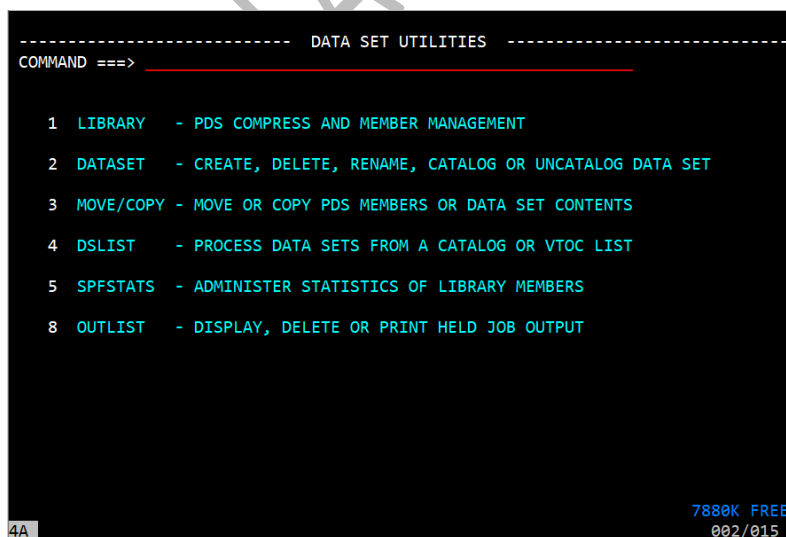 ---------------------------- DATA SET UTILITIES -----------------------------
COMMAND ===>
1 LIBRARY - PDS COMPRESS AND MEMBER MANAGEMENT
2 DATASET - CREATE, DELETE, RENAME, CATALOG OR UNCATALOG DATA SET
3 MOVE/COPY - MOVE OR COPY PDS MEMBERS OR DATA SET CONTENTS
4 DSLIST - PROCESS DATA SETS FROM A CATALOG OR VTOC LIST
5 SPFSTATS - ADMINISTER STATISTICS OF LIBRARY MEMBERS
8 OUTLIST - DISPLAY, DELETE OR PRINT HELD JOB OUTPUT
7880K FREE
4A 002/015